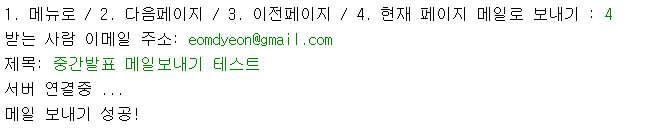 1. 메뉴로 / 2. 다음페이지 / 3. 이전페이지 / 4. 현재 페이지 메일로 보내기 : 4
받는 사람 이메일 주소: eomdyeon@gmail.com
제목: 중간발표 메일보내기 테스트
서버 연결중 ...
메일 보내기 성공!